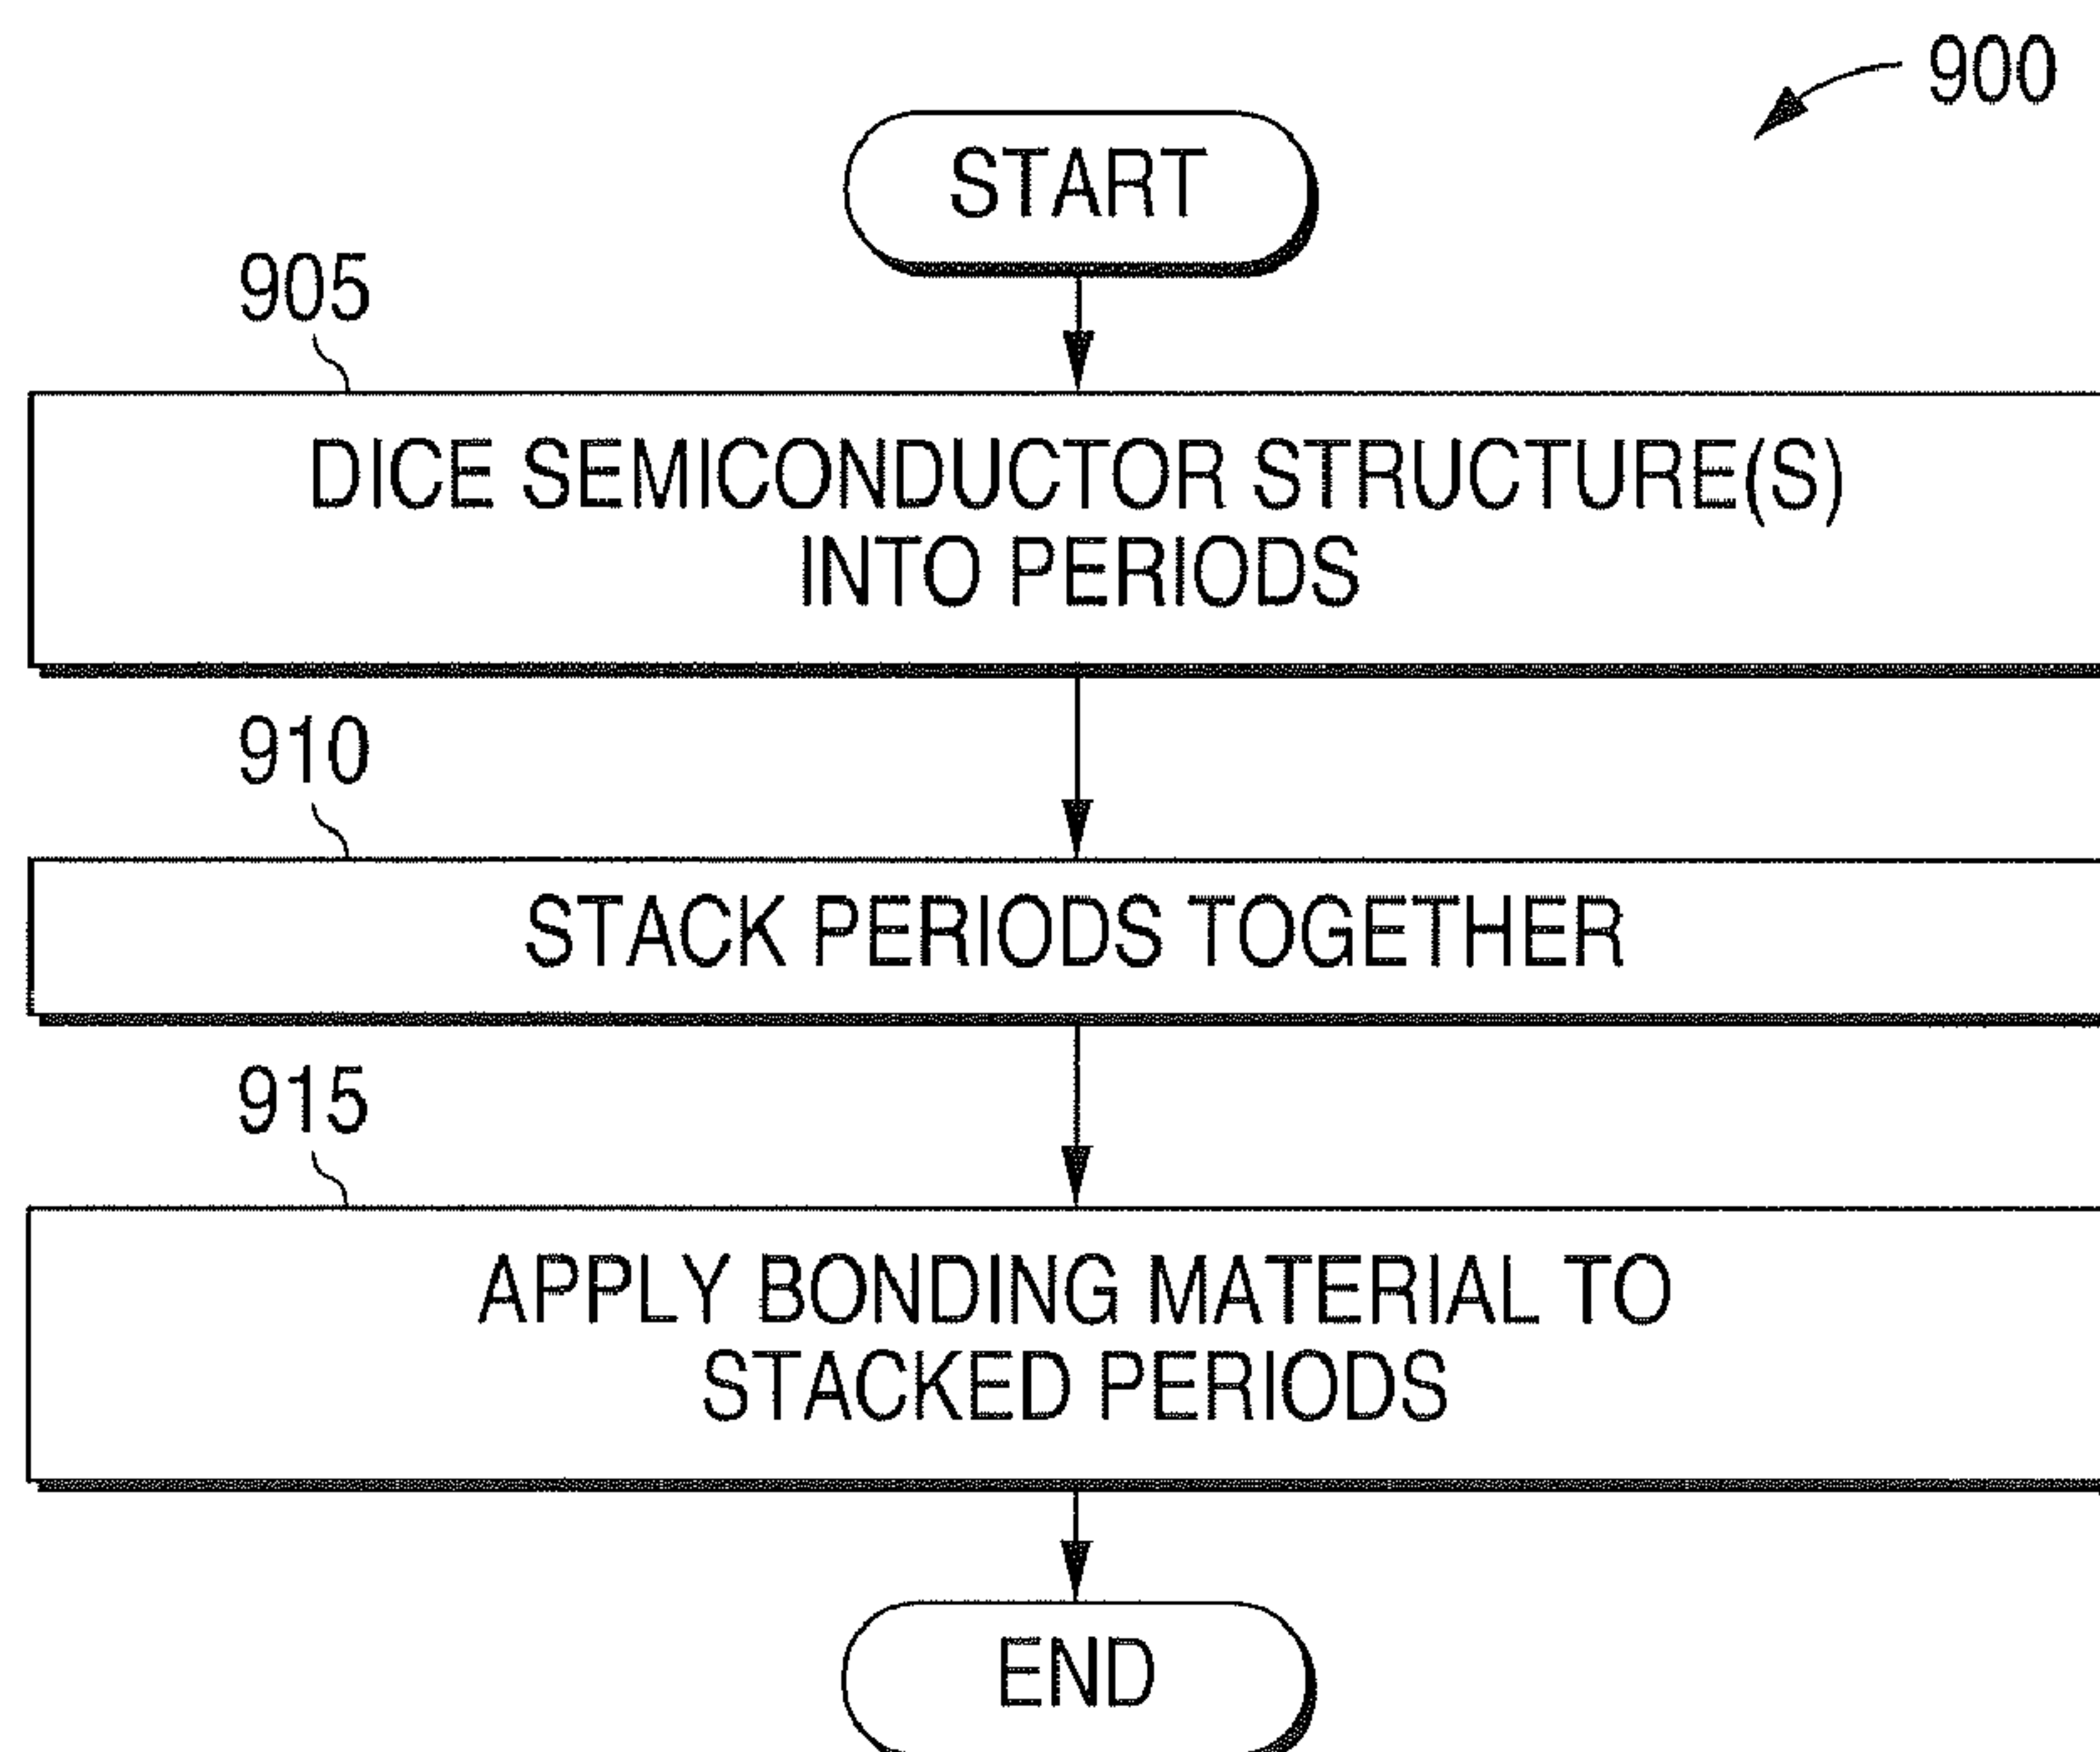 900
START
905
DICE SEMICONDUCTOR STRUCTURE(S)
INTO PERIODS
910
STACK PERIODS TOGETHER
915
APPLY BONDING MATERIAL TO
STACKED PERIODS
END